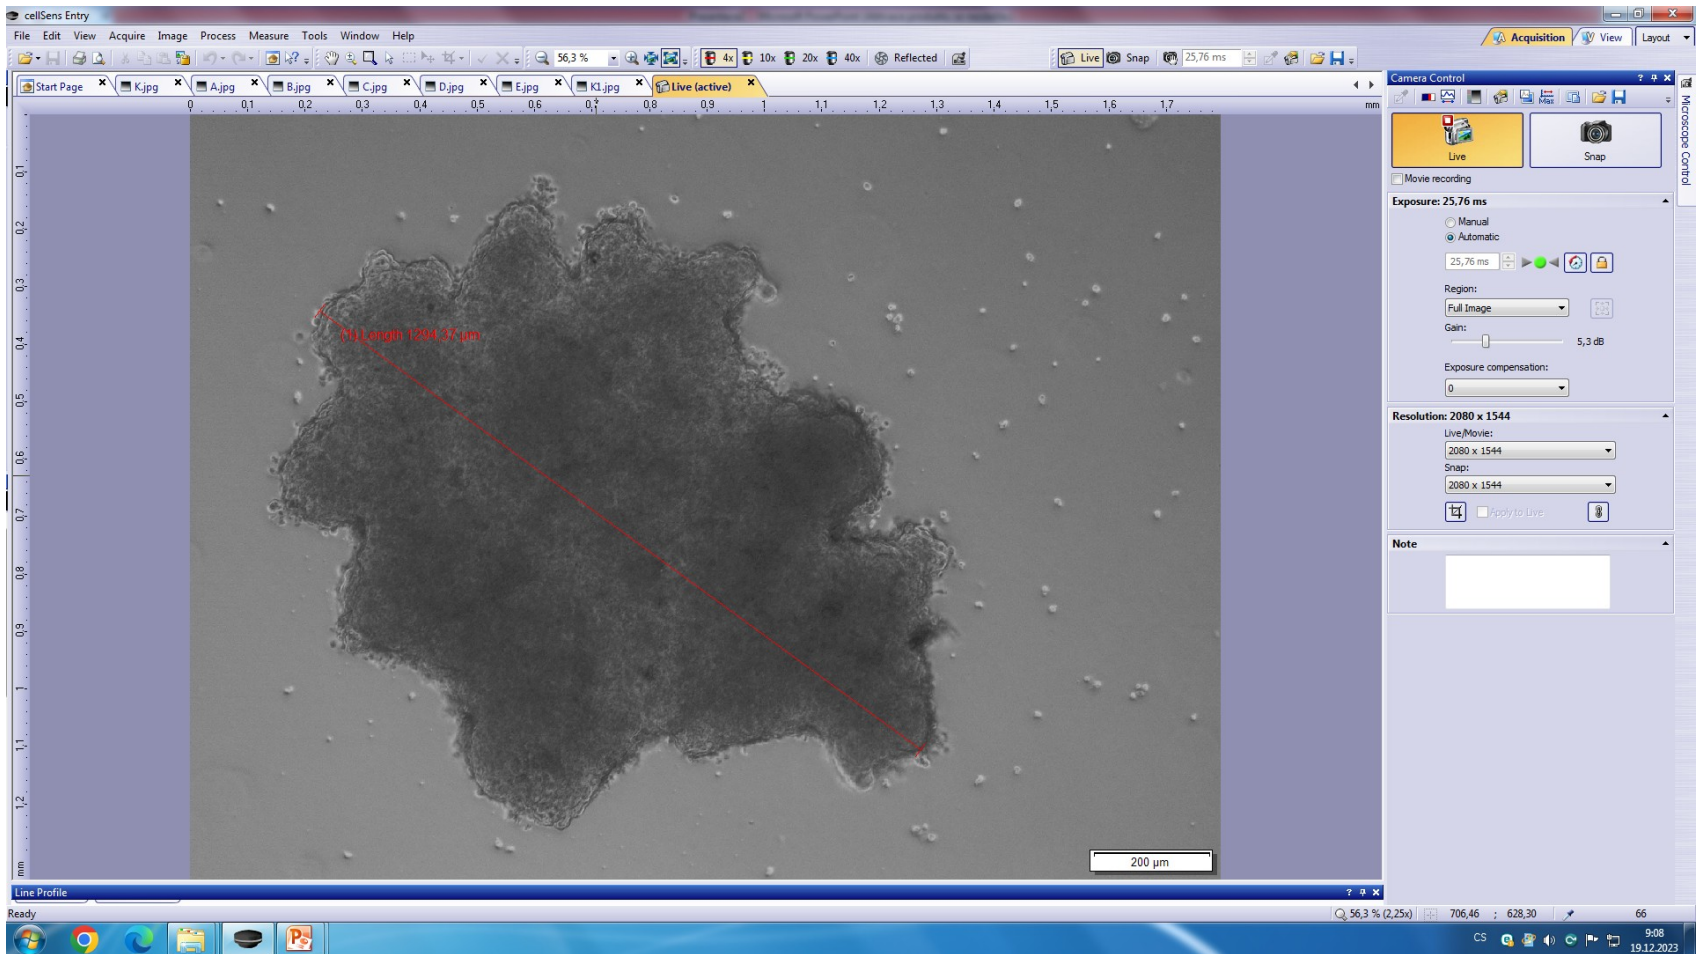 cellSens Entry
File Edit View Acquire Image Process Measure Tools Window Help
Acquisition View Layout
56,3 % 4x 10x 20x 40x Reflected Live Snap 25,76 ms
Start Page K.jpg A.jpg B.jpg C.jpg D.jpg E.jpg K1.jpg Live (active)
0 0,1 0,2 0,3 0,4 0,5 0,6 0,7 0,8 0,9 1 1,1 1,2 1,3 1,4 1,5 1,6 1,7 mm
0,1
0,2
0,3
0,4
0,5
0,6
0,7
0,8
0,9
1
1,1
1,2
mm
(1) Length 1294,37 µm
200 µm
Camera Control
Max
Live Snap
Movie recording
Exposure: 25,76 ms
Manual
Automatic
25,76 ms
Region:
Full Image
Gain:
5,3 dB
Exposure compensation:
0
Resolution: 2080 x 1544
Live/Movie:
2080 x 1544
Snap:
2080 x 1544
Apply to Live
Note
Microscope Control
Line Profile
Ready 56,3 % (2,25x) 706,46 ; 628,30 66
CS 9:08
19.12.2023